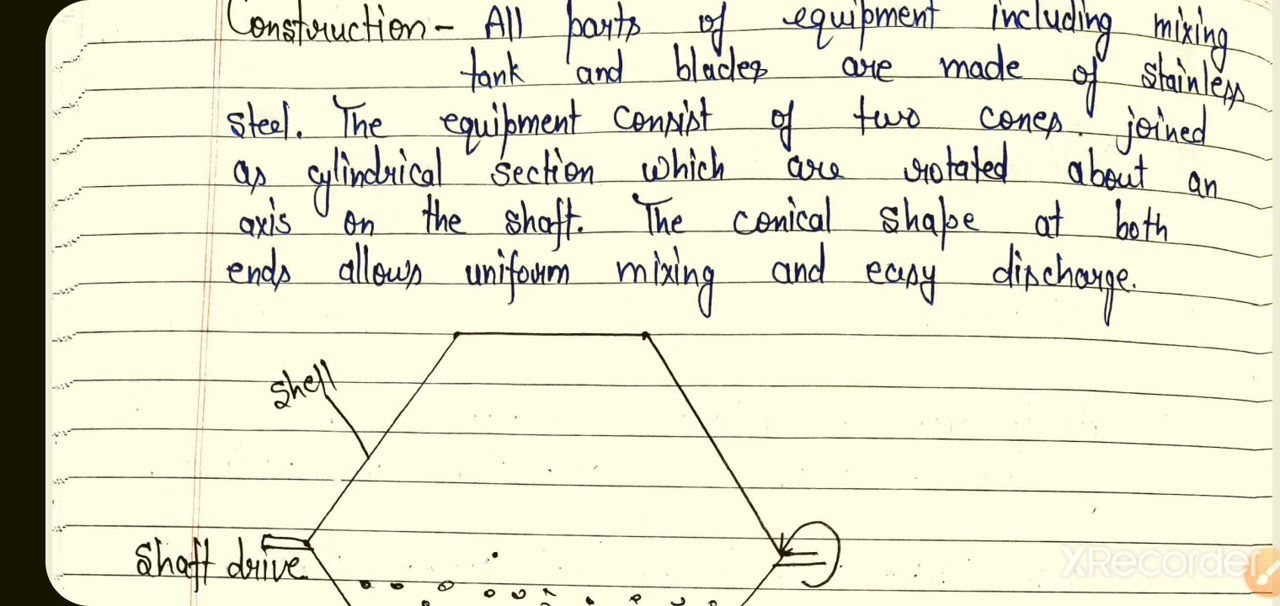 Construction - All parts of equipment including mixing
tank and blades are made of stainless
steel. The equipment consist of two cones. joined
as cylindrical section which are rotated about an
axis on the shaft. The conical shape at both
ends allows uniform mixing and easy discharge.
Shell
Shaft drive.
XRecorder